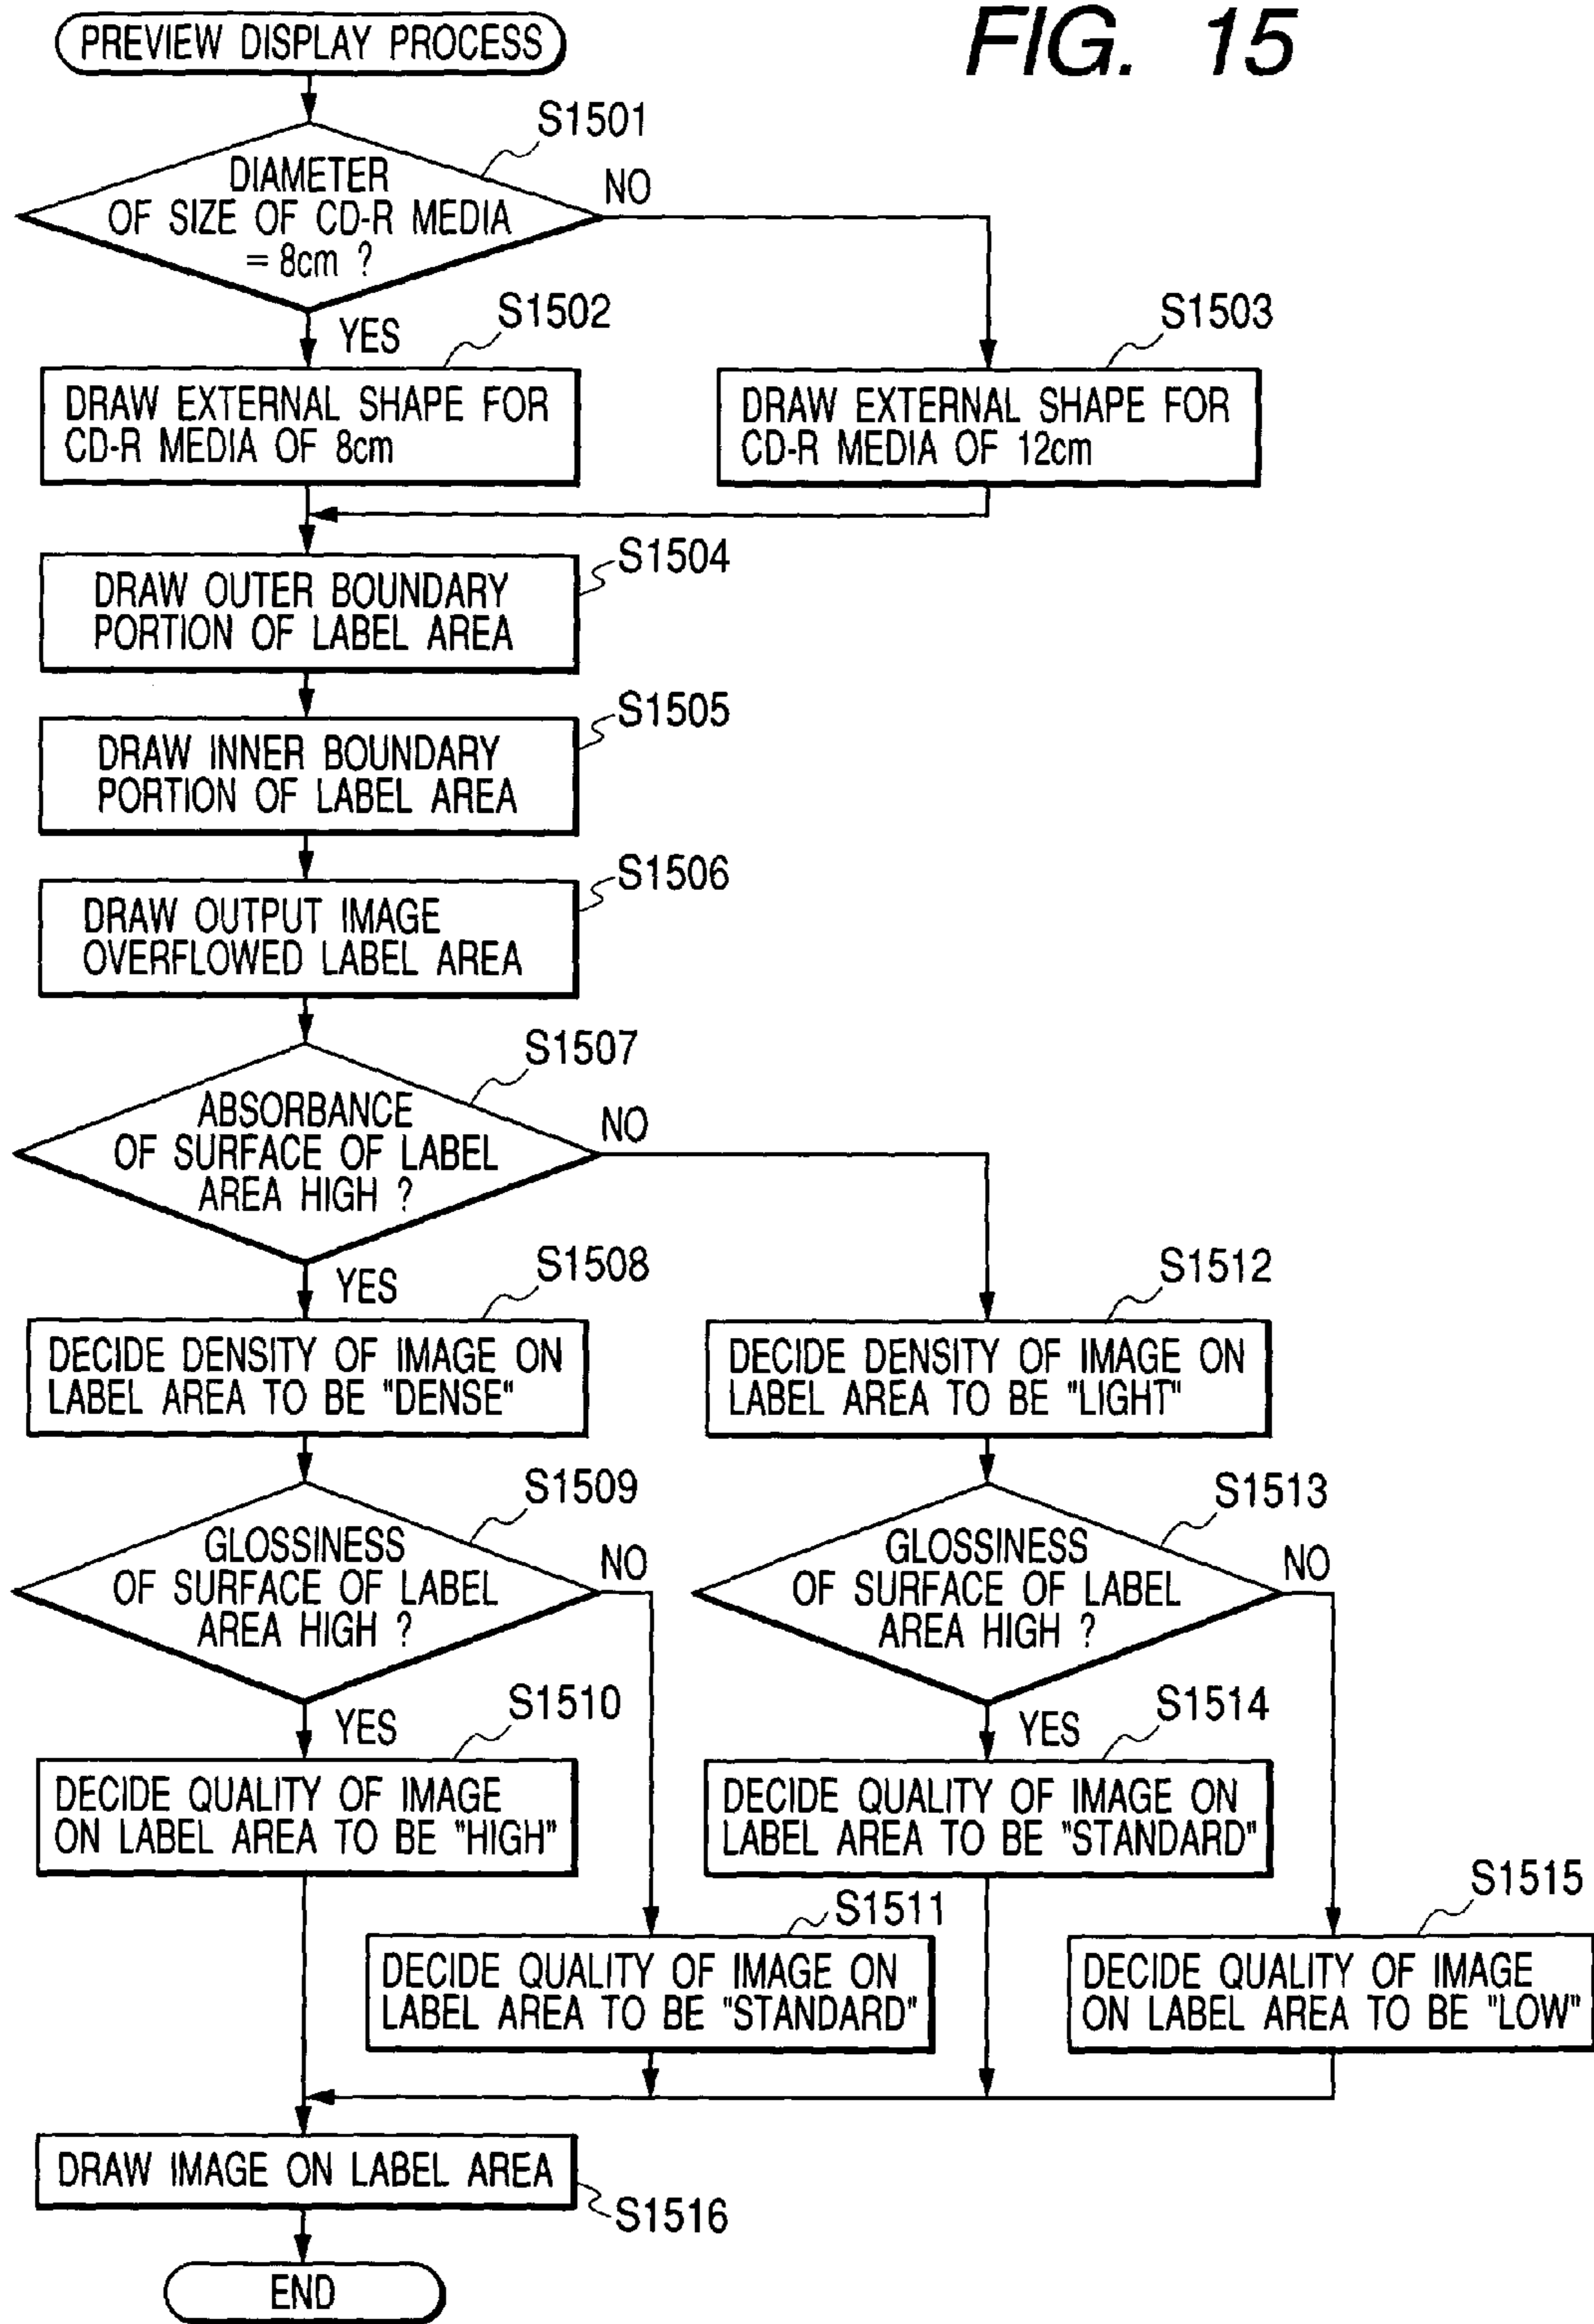 FIG. 15
PREVIEW DISPLAY PROCESS
S1501
DIAMETER
OF SIZE OF CD-R MEDIA
= 8cm ?
NO
YES
S1502
DRAW EXTERNAL SHAPE FOR
CD-R MEDIA OF 8cm
S1503
DRAW EXTERNAL SHAPE FOR
CD-R MEDIA OF 12cm
S1504
DRAW OUTER BOUNDARY
PORTION OF LABEL AREA
S1505
DRAW INNER BOUNDARY
PORTION OF LABEL AREA
S1506
DRAW OUTPUT IMAGE
OVERFLOWED LABEL AREA
S1507
ABSORBANCE
OF SURFACE OF LABEL
AREA HIGH ?
NO
YES
S1508
DECIDE DENSITY OF IMAGE ON
LABEL AREA TO BE "DENSE"
S1512
DECIDE DENSITY OF IMAGE ON
LABEL AREA TO BE "LIGHT"
S1509
GLOSSINESS
OF SURFACE OF LABEL
AREA HIGH ?
NO
YES
S1513
GLOSSINESS
OF SURFACE OF LABEL
AREA HIGH ?
NO
YES
S1510
DECIDE QUALITY OF IMAGE
ON LABEL AREA TO BE "HIGH"
S1514
DECIDE QUALITY OF IMAGE ON
LABEL AREA TO BE "STANDARD"
S1511
DECIDE QUALITY OF IMAGE ON
LABEL AREA TO BE "STANDARD"
S1515
DECIDE QUALITY OF IMAGE
ON LABEL AREA TO BE "LOW"
DRAW IMAGE ON LABEL AREA
S1516
END